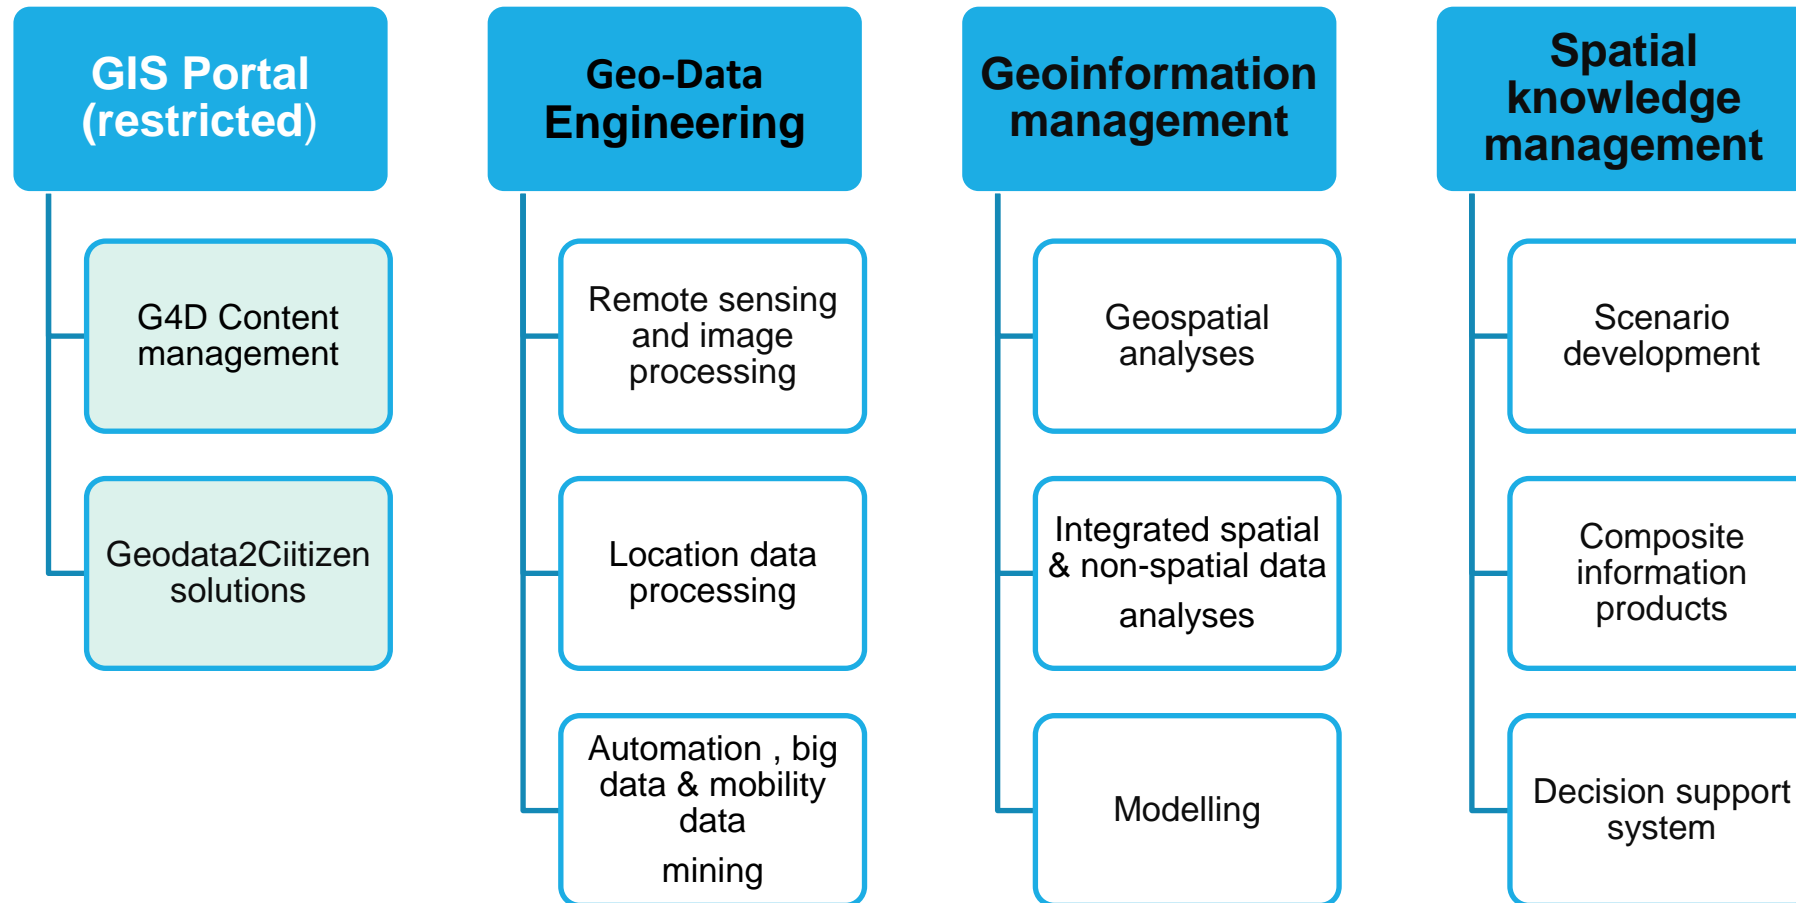 GIS Portal
(restricted)
G4D Content
management
Geodata2Ciitizen
solutions
Geo-Data
Engineering
Remote sensing
and image
processing
Location data
processing
Automation , big
data & mobility
data
mining
Geoinformation
management
Geospatial
analyses
Integrated spatial
& non-spatial data
analyses
Modelling
Spatial
knowledge
management
Scenario
development
Composite
information
products
Decision support
system